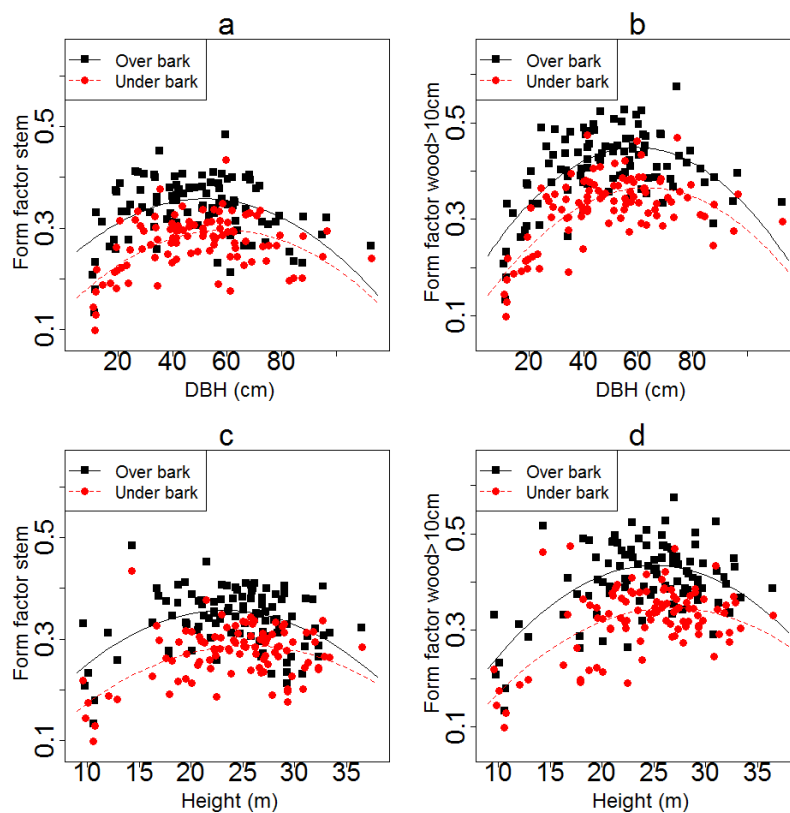 a
Over bark
Under bark
Form factor stem
0.1 0.3 0.5
20 40 60 80
DBH (cm)
b
Over bark
Under bark
Form factor wood>10cm
0.1 0.3 0.5
20 40 60 80
DBH (cm)
c
Over bark
Under bark
Form factor stem
0.1 0.3 0.5
10 15 20 25 30 35
Height (m)
d
Over bark
Under bark
Form factor wood>10cm
0.1 0.3 0.5
10 15 20 25 30 35
Height (m)